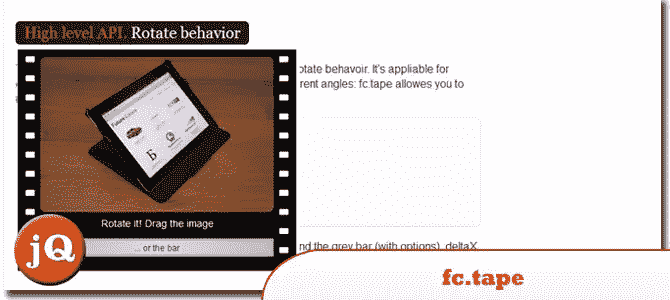 High level API. Rotate behavior
otate behavoir. It's appliable for
rent angles: fc.tape allowes you to
Rotate it! Drag the image
... or the bar
nd the grey bar (with options), deltaX
jQ
fc.tape